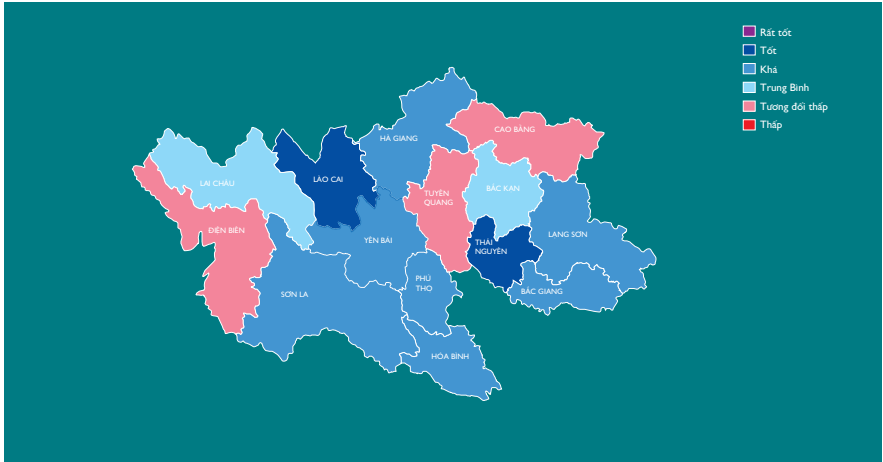 Rất tốt
Tốt
Khá
Trung Bình
Tương đối thấp
Thấp
HÀ GIANG
CAO BẰNG
LAI CHÂU
LÀO CAI
TUYÊN
QUANG
BẮC KẠN
ĐIỆN BIÊN
YÊN BÁI
THÁI
NGUYÊN
LẠNG SƠN
SƠN LA
PHÚ
THỌ
BẮC GIANG
HÒA BÌNH